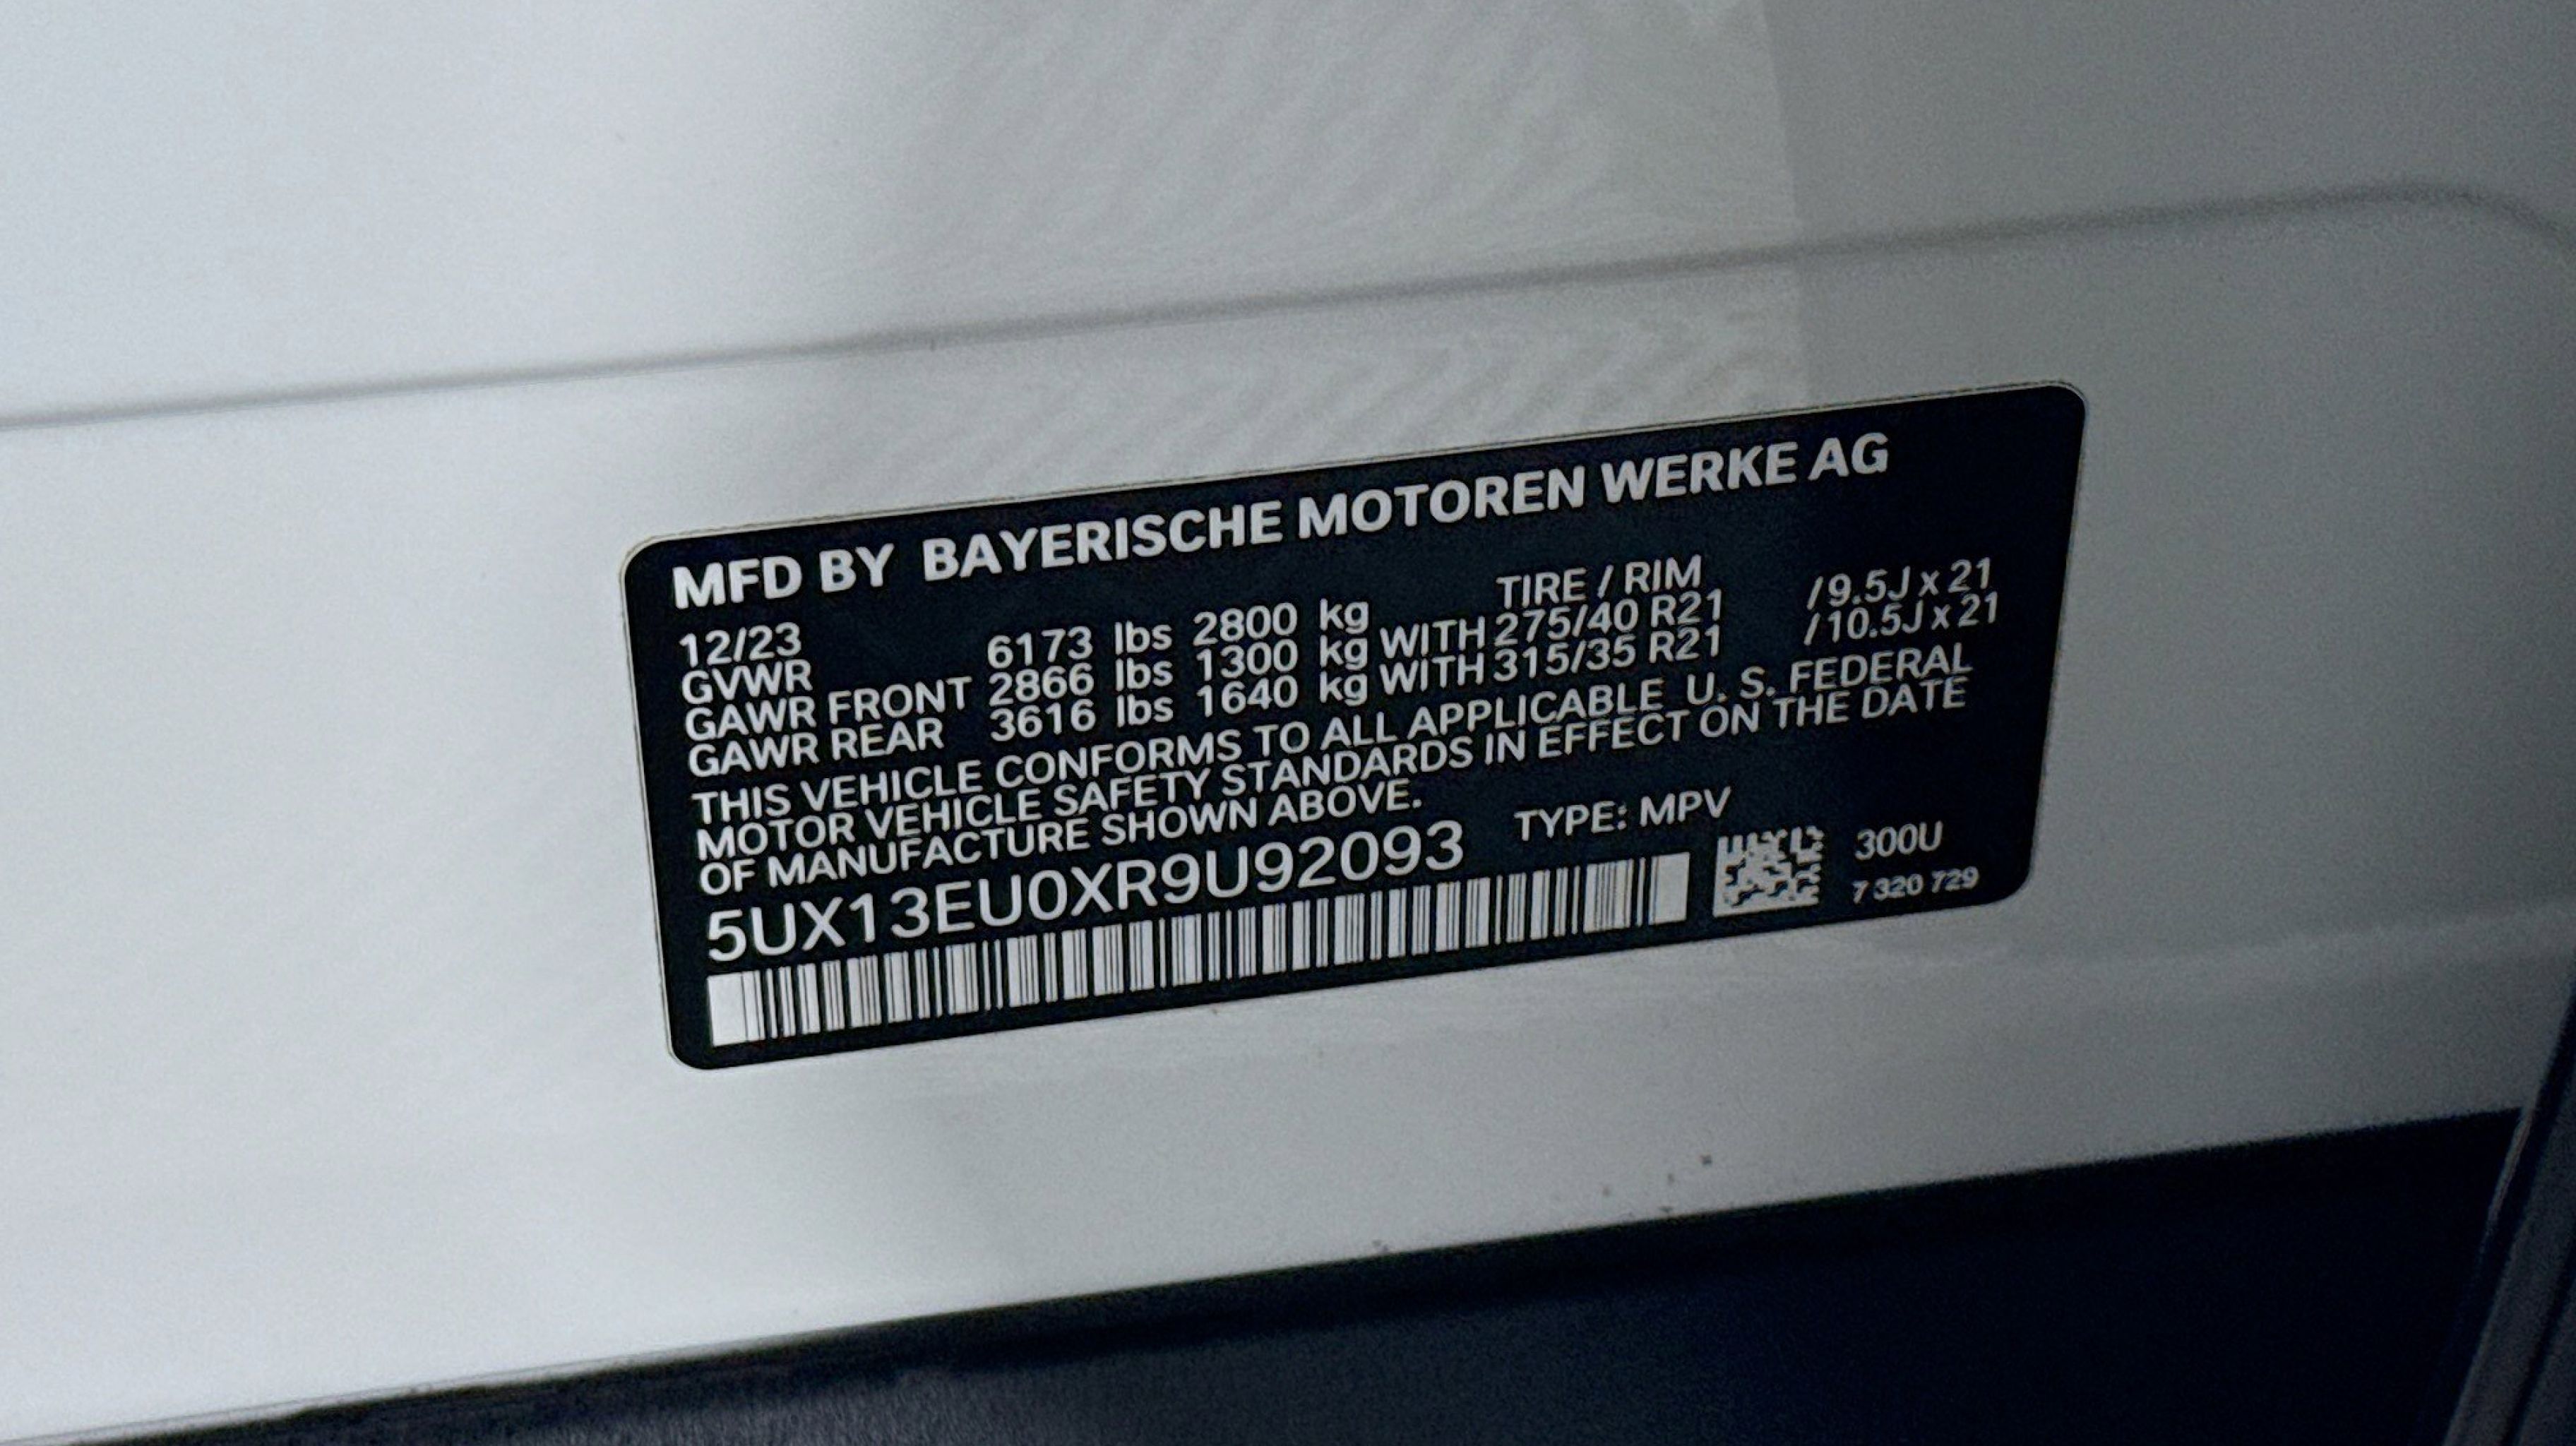 MFD BY BAYERISCHE MOTOREN WERKE AG
TIRE / RIM
12/23
GVWR 6173 lbs 2800 kg
GAWR FRONT 2866 lbs 1300 kg WITH 275/40 R21 /9.5J x 21
GAWR REAR 3616 lbs 1640 kg WITH 315/35 R21 /10.5J x 21
THIS VEHICLE CONFORMS TO ALL APPLICABLE U. S. FEDERAL
MOTOR VEHICLE SAFETY STANDARDS IN EFFECT ON THE DATE
OF MANUFACTURE SHOWN ABOVE.
5UX13EU0XR9U92093 TYPE: MPV
300U
7 320 729